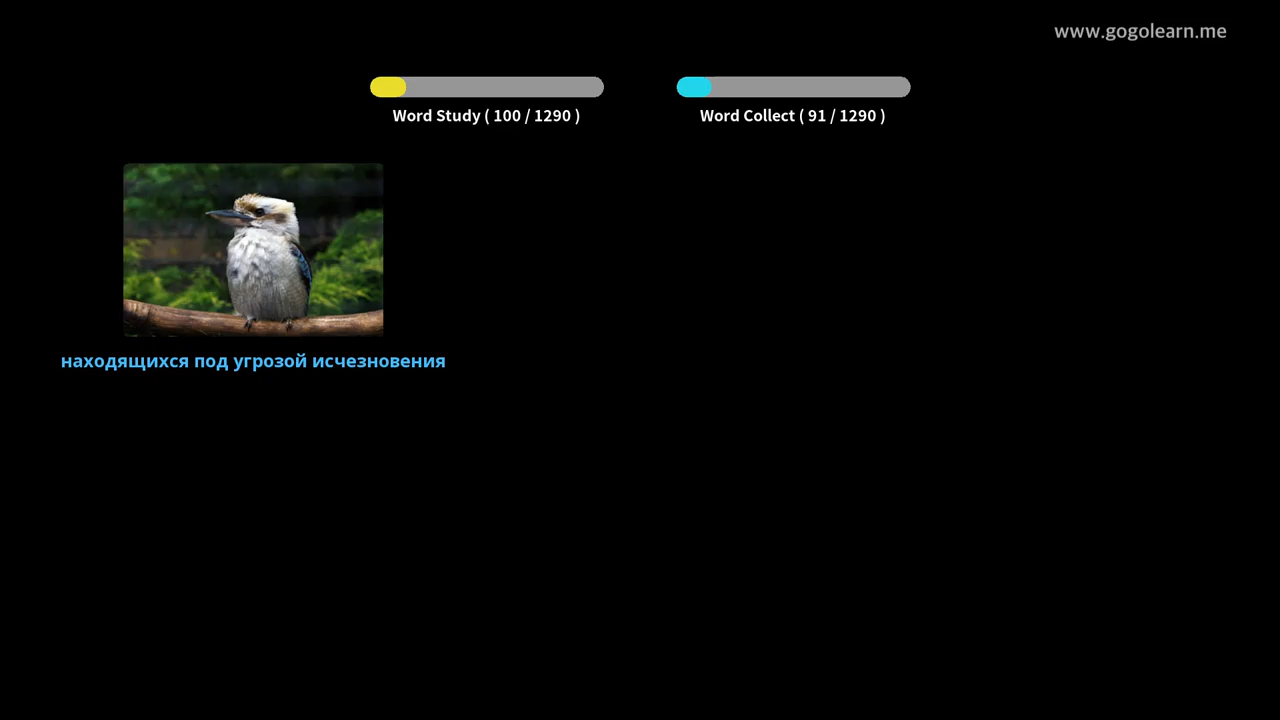 www.gogolearn.me
Word Study ( 100 / 1290 )
Word Collect ( 91 / 1290 )
находящихся под угрозой исчезновения